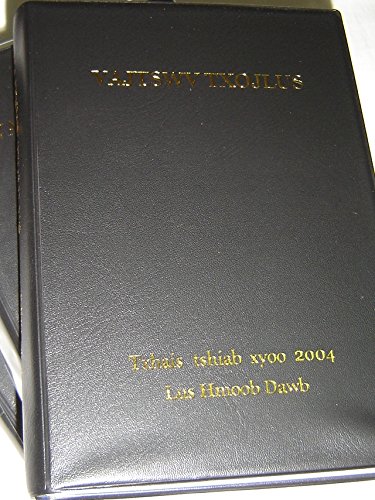 VAJTSWV TXOJLUS
Txhais tshiab xyoo 2004
Lus Hmoob Dawb